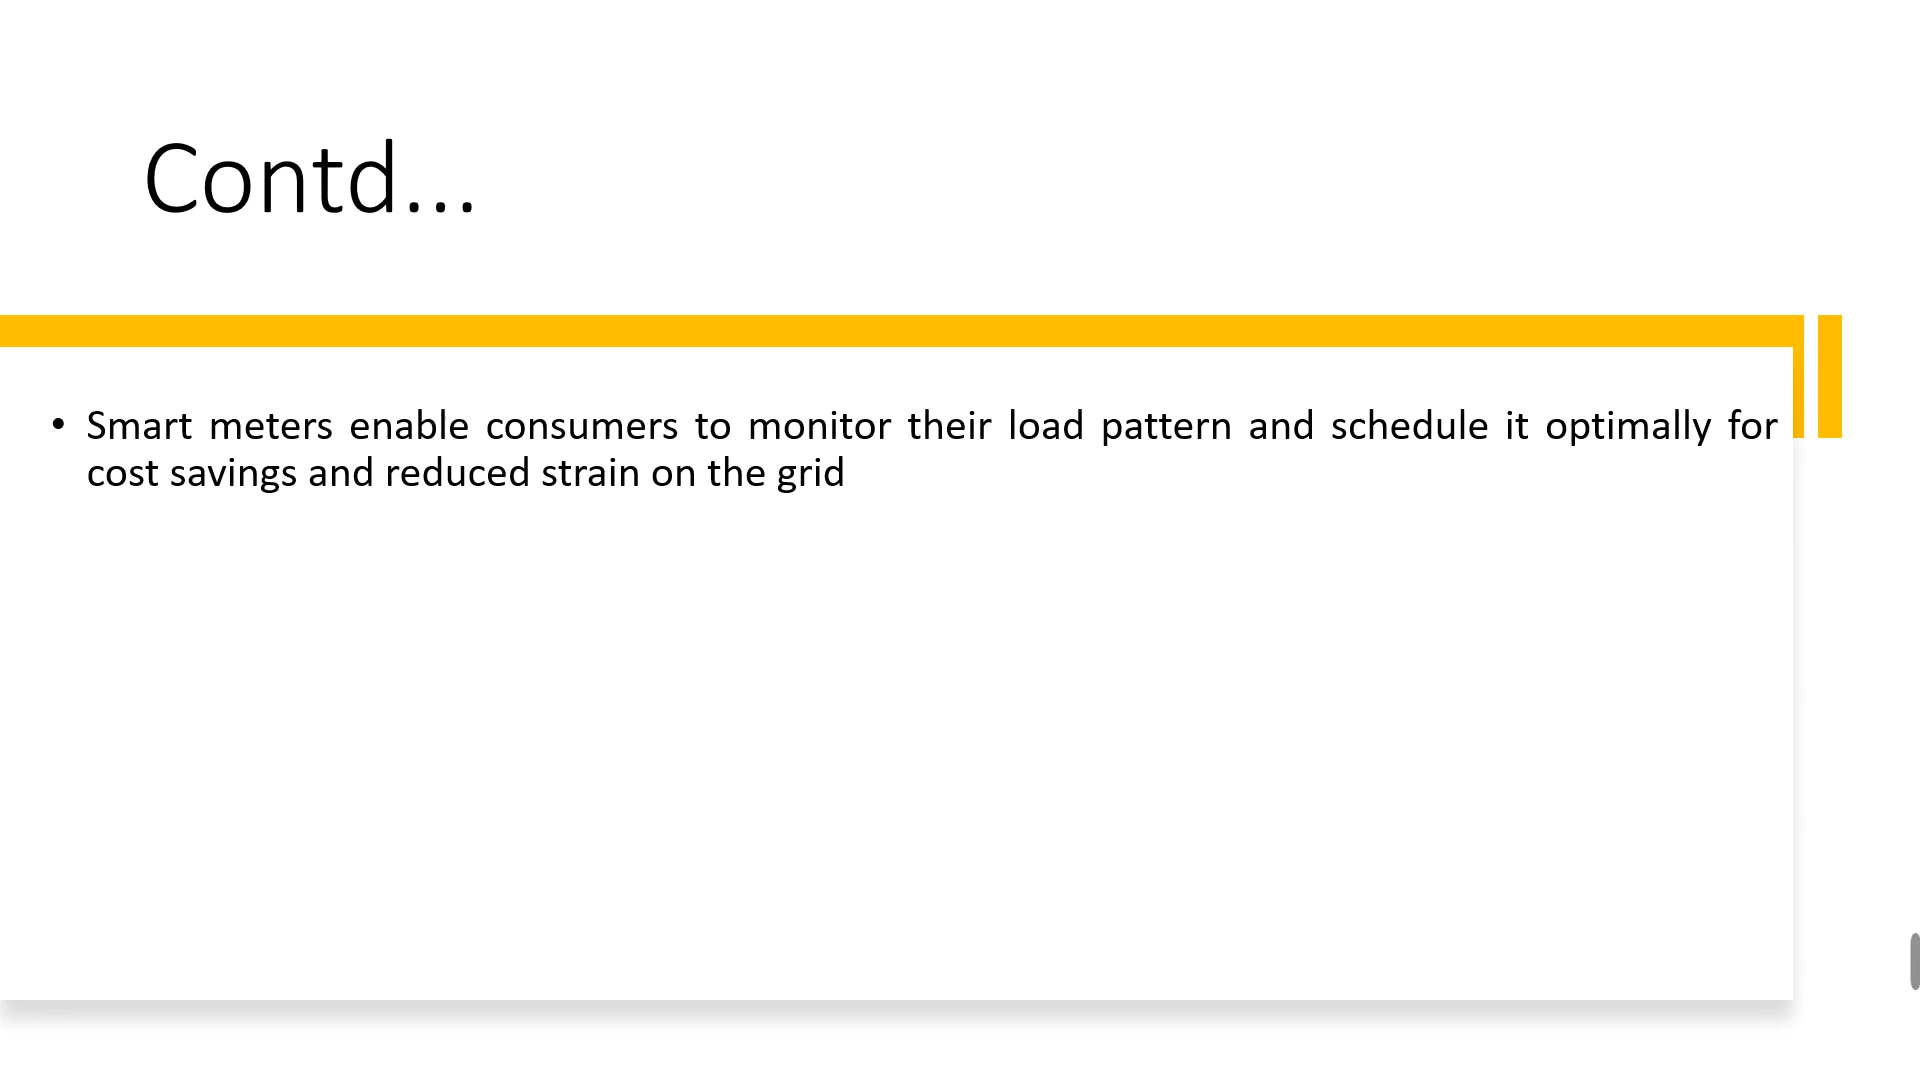 Contd...
• Smart meters enable consumers to monitor their load pattern and schedule it optimally for
cost savings and reduced strain on the grid